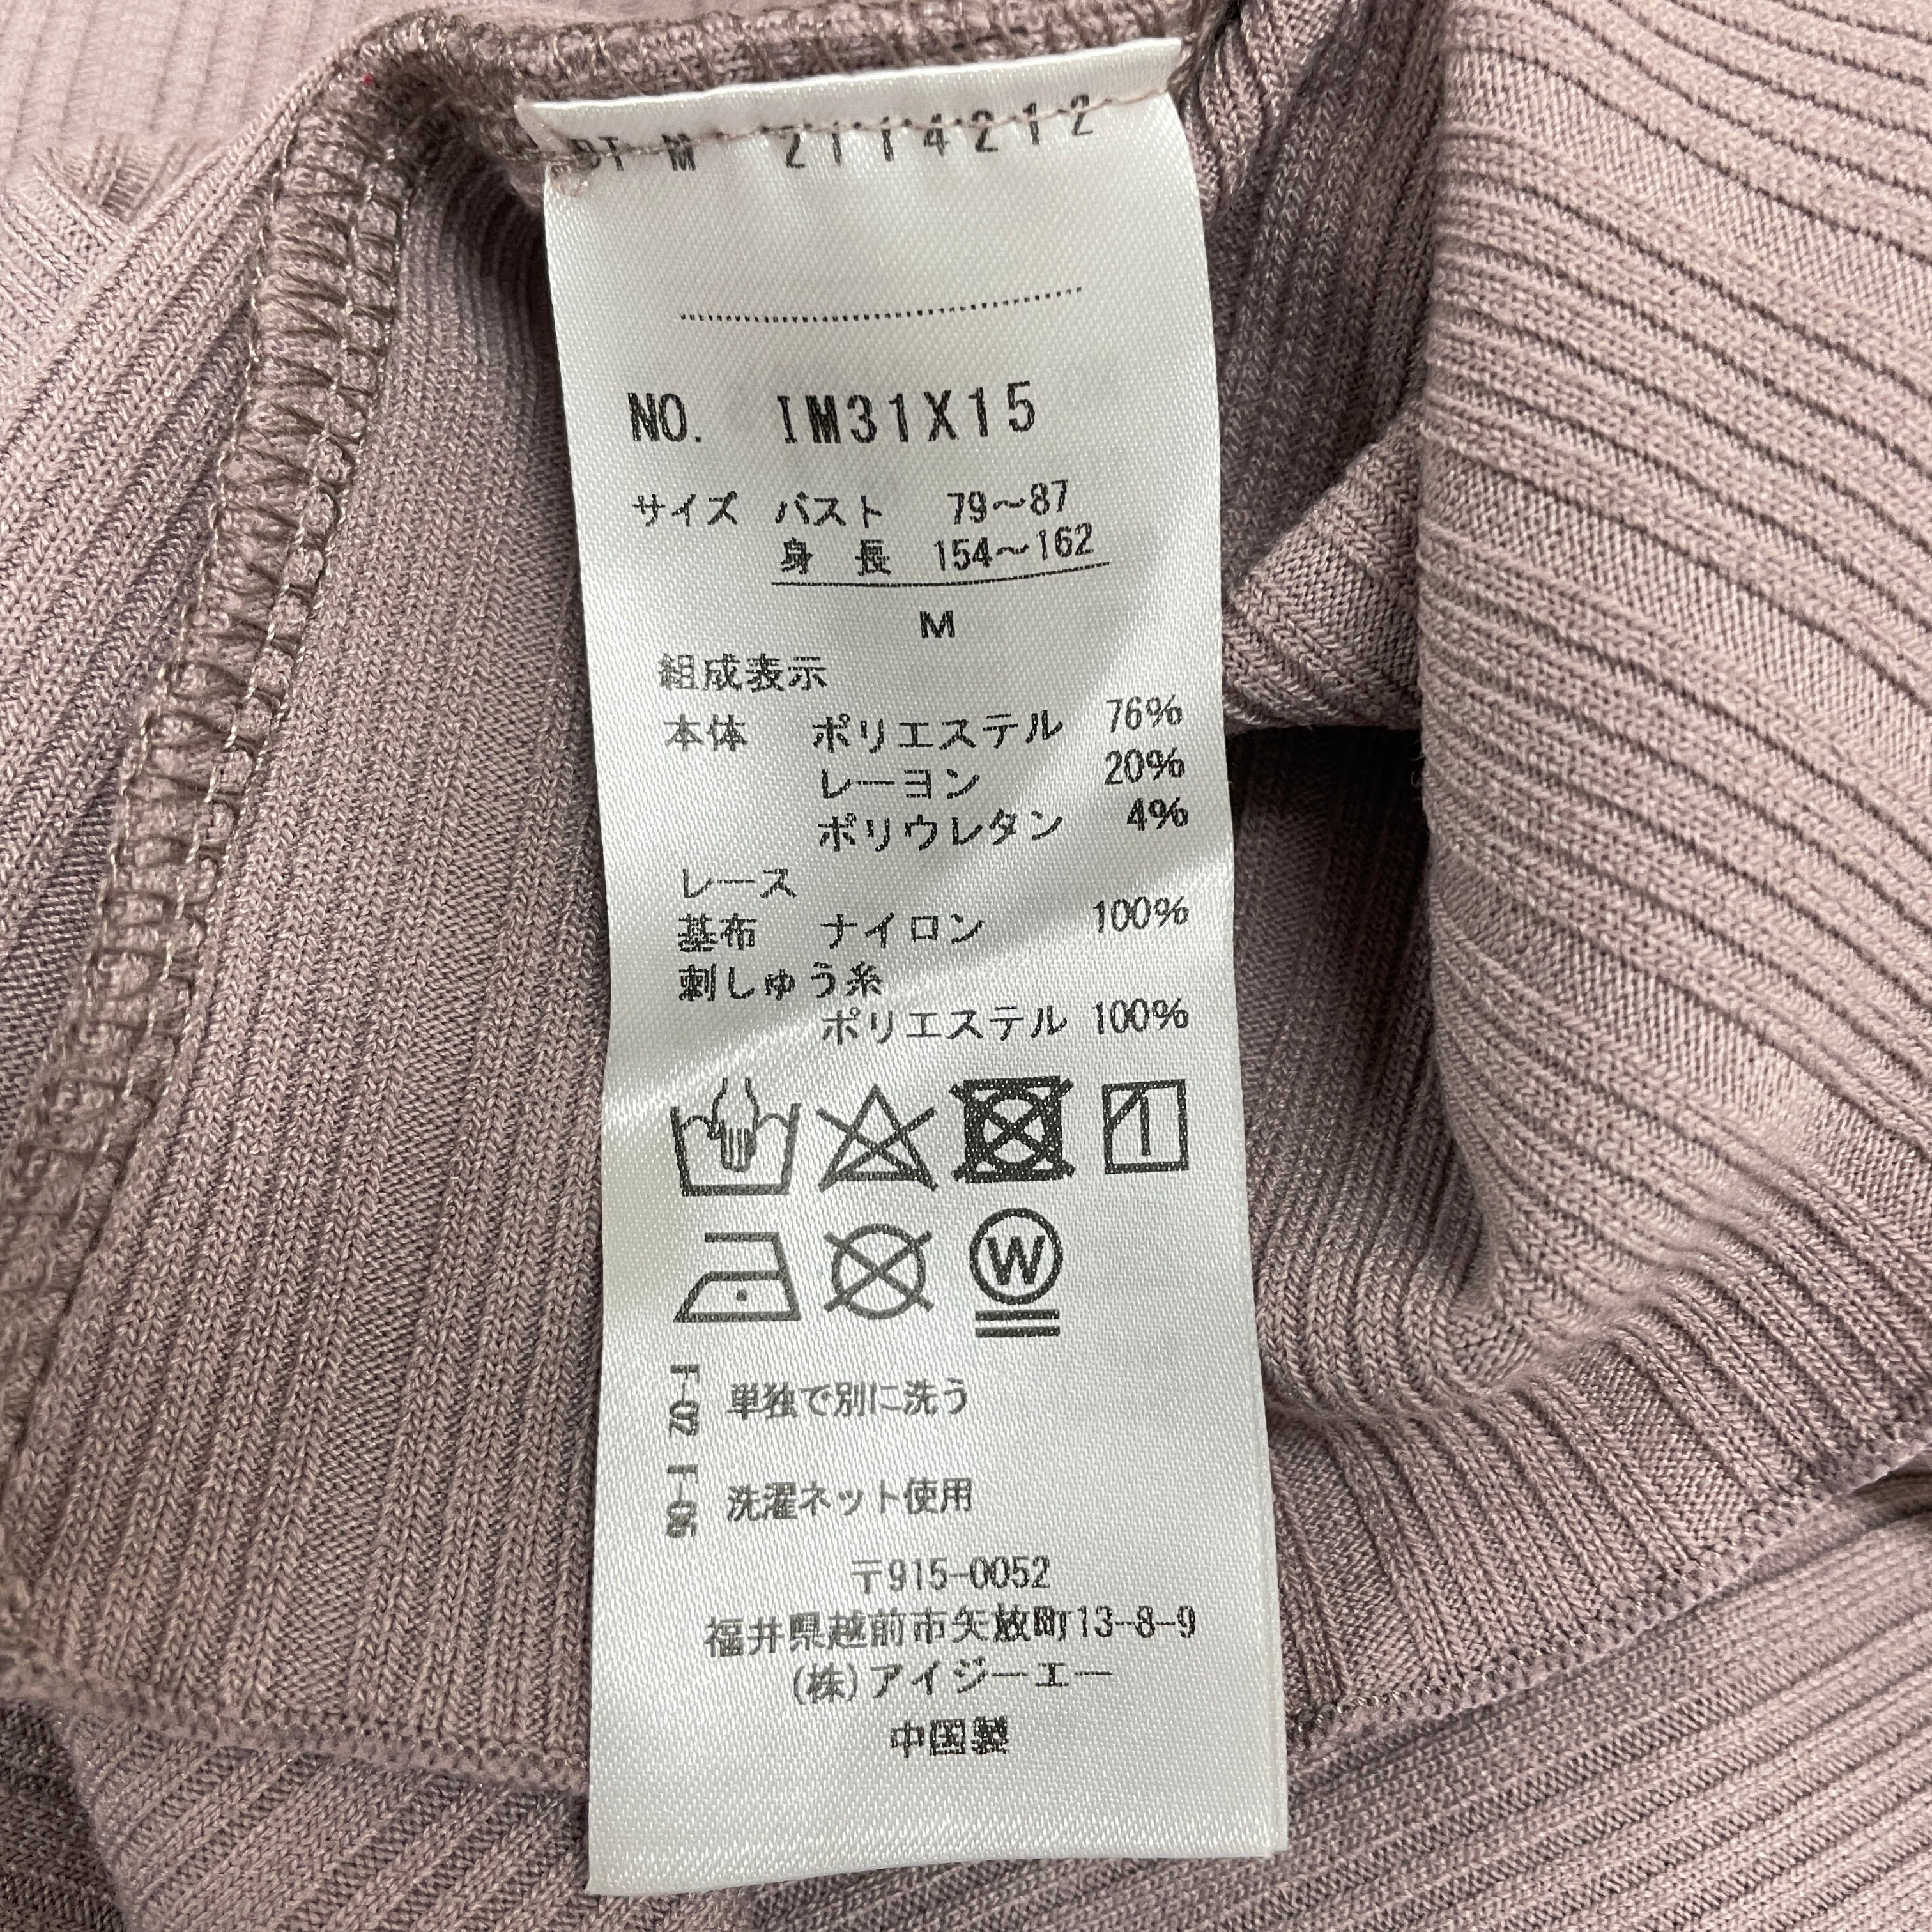 M 2114212
NO. IM31X15
サイズ バスト 79～87
身 長 154～162
M
組成表示
本体 ポリエステル 76%
レーヨン 20%
ポリウレタン 4%
レース
基布 ナイロン 100%
刺しゅう糸
ポリエステル 100%
W
F-02 単独で別に洗う
F-06 洗濯ネット使用
〒915-0052
福井県越前市矢放町13-8-9
(株)アイジーエー
中国製